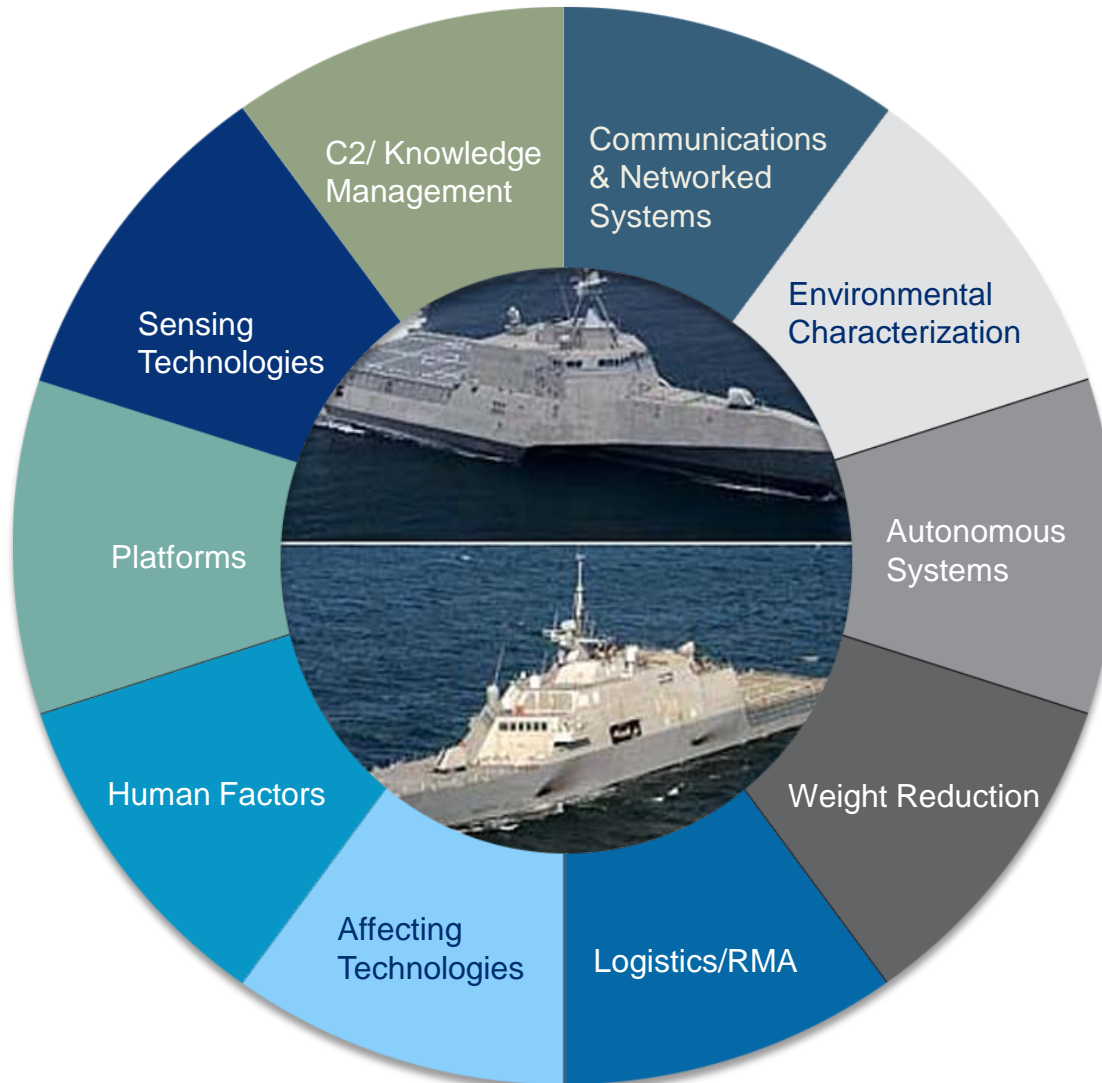 C2/ Knowledge
Management
Communications
& Networked
Systems
Environmental
Characterization
Autonomous
Systems
Weight Reduction
Logistics/RMA
Affecting
Technologies
Human Factors
Platforms
Sensing
Technologies